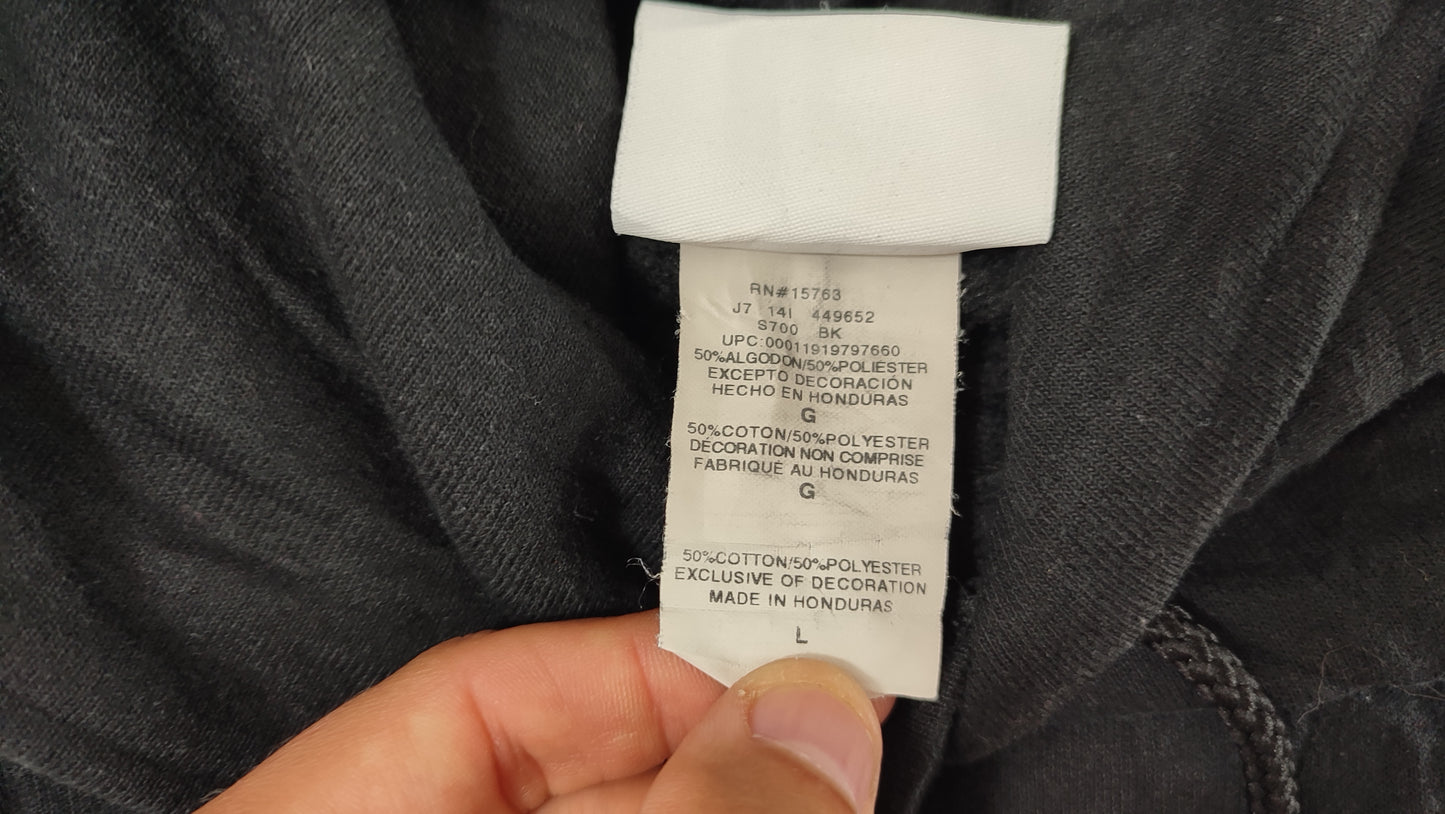 RN#15763
J7 14I 449652
S700 BK
UPC:00011919797660
50%ALGODON/50%POLIESTER
EXCEPTO DECORACIÓN
HECHO EN HONDURAS
G
50%COTON/50%POLYESTER
DÉCORATION NON COMPRISE
FABRIQUÉ AU HONDURAS
G
50%COTTON/50%POLYESTER
EXCLUSIVE OF DECORATION
MADE IN HONDURAS
L